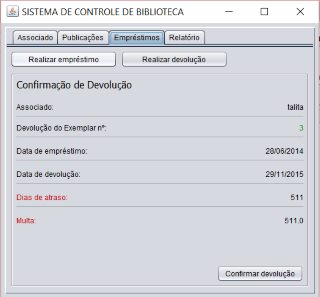 SISTEMA DE CONTROLE DE BIBLIOTECA
Associado Publicações Empréstimos Relatório
Realizar empréstimo Realizar devolução
Confirmação de Devolução
Associado: talita
Devolução do Exemplar nº: 3
Data de empréstimo: 28/06/2014
Data de devolução: 29/11/2015
Dias de atraso: 511
Multa: 511.0
Confirmar devolução